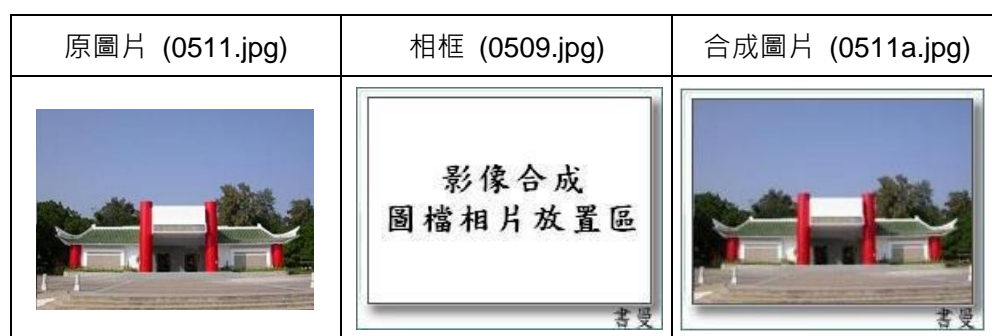 原圖片 (0511.jpg)
相框 (0509.jpg)
合成圖片 (0511a.jpg)
影像合成
圖檔相片放置區
書曼
書曼